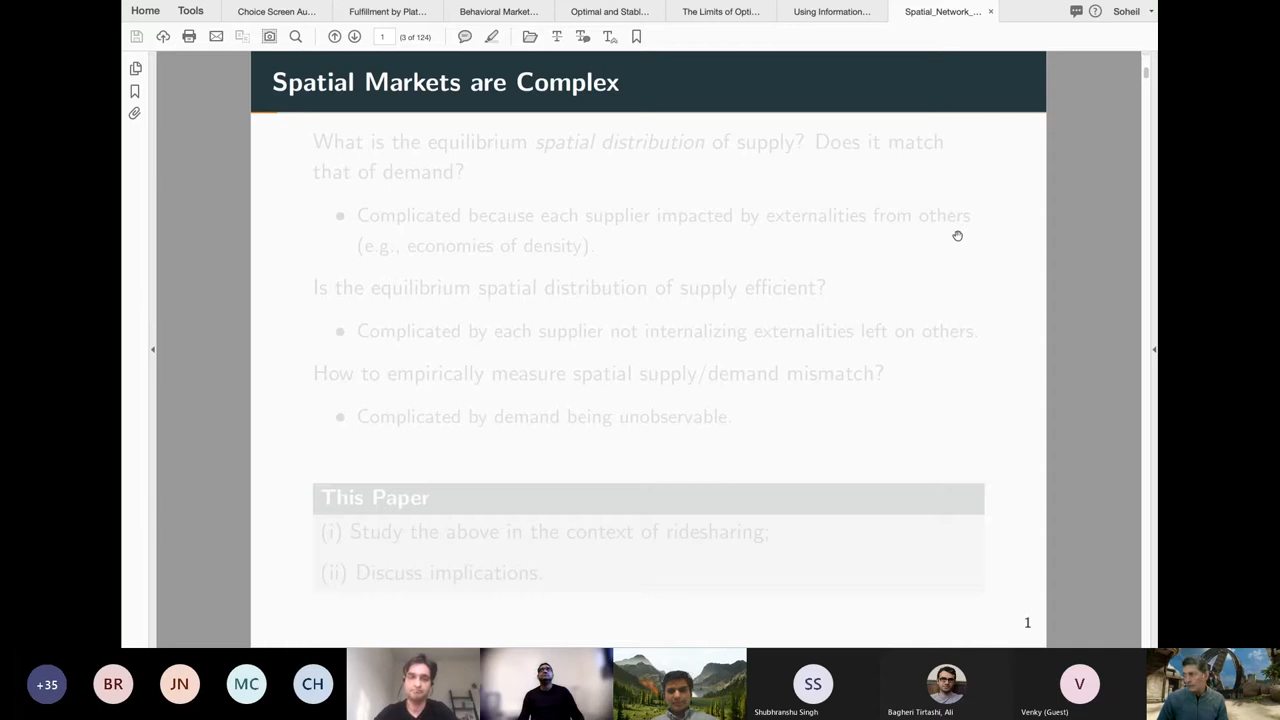 Home Tools Choice Screen Au... Fulfillment by Plat... Behavioral Market... Optimal and Stabl... The Limits of Opti... Using Information... Spatial_Network_... × Soheil
1 (3 of 124)
Spatial Markets are Complex
What is the equilibrium spatial distribution of supply? Does it match
that of demand?
• Complicated because each supplier impacted by externalities from others
(e.g., economies of density).
Is the equilibrium spatial distribution of supply efficient?
• Complicated by each supplier not internalizing externalities left on others.
How to empirically measure spatial supply/demand mismatch?
• Complicated by demand being unobservable.
This Paper
(i) Study the above in the context of ridesharing;
(ii) Discuss implications.
1
+35 BR JN MC CH SS V
Shubhranshu Singh Bagheri Tirtashi, Ali Venky (Guest)